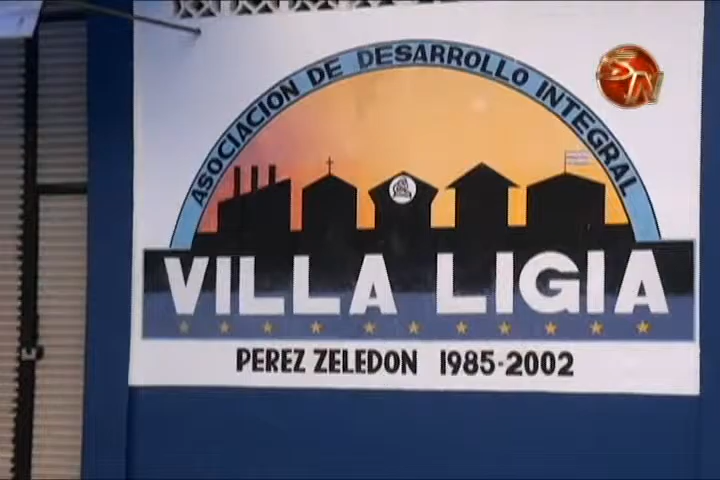 ASOCIACION DE DESARROLLO INTEGRAL
VILLA LIGIA
PEREZ ZELEDON 1985-2002